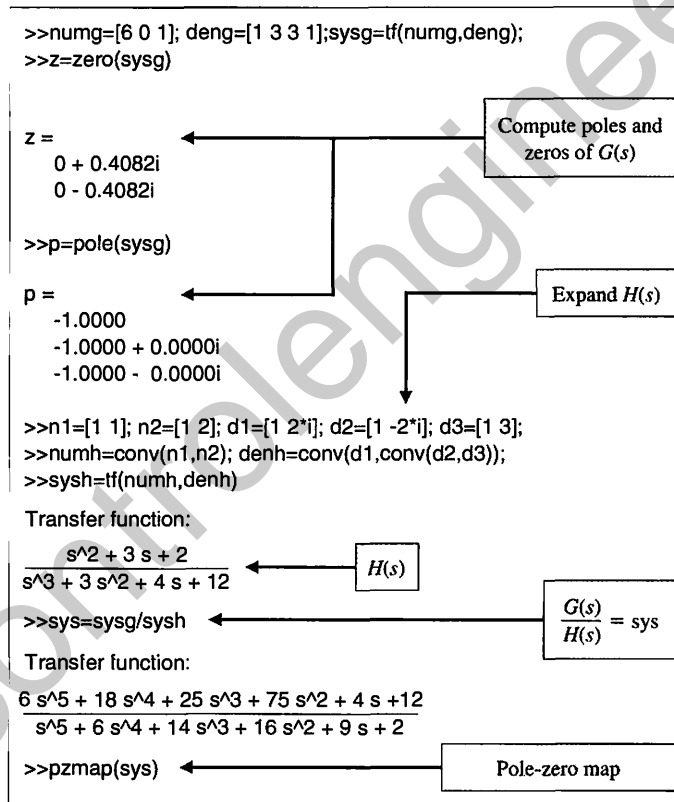 >>numg=[6 0 1]; deng=[1 3 3 1];sysg=tf(numg,deng);
>>z=zero(sysg)
Compute poles and
zeros of G(s)
z =
0 + 0.4082i
0 - 0.4082i
>>p=pole(sysg)
p =
-1.0000
-1.0000 + 0.0000i
-1.0000 - 0.0000i
Expand H(s)
>>n1=[1 1]; n2=[1 2]; d1=[1 2*i]; d2=[1 -2*i]; d3=[1 3];
>>numh=conv(n1,n2); denh=conv(d1,conv(d2,d3));
>>sysh=tf(numh,denh)
Transfer function:
s^2 + 3 s + 2
s^3 + 3 s^2 + 4 s + 12
H(s)
>>sys=sysg/sysh
G(s)
H(s)
= sys
Transfer function:
6 s^5 + 18 s^4 + 25 s^3 + 75 s^2 + 4 s +12
s^5 + 6 s^4 + 14 s^3 + 16 s^2 + 9 s + 2
>>pzmap(sys)
Pole-zero map
controlenginee